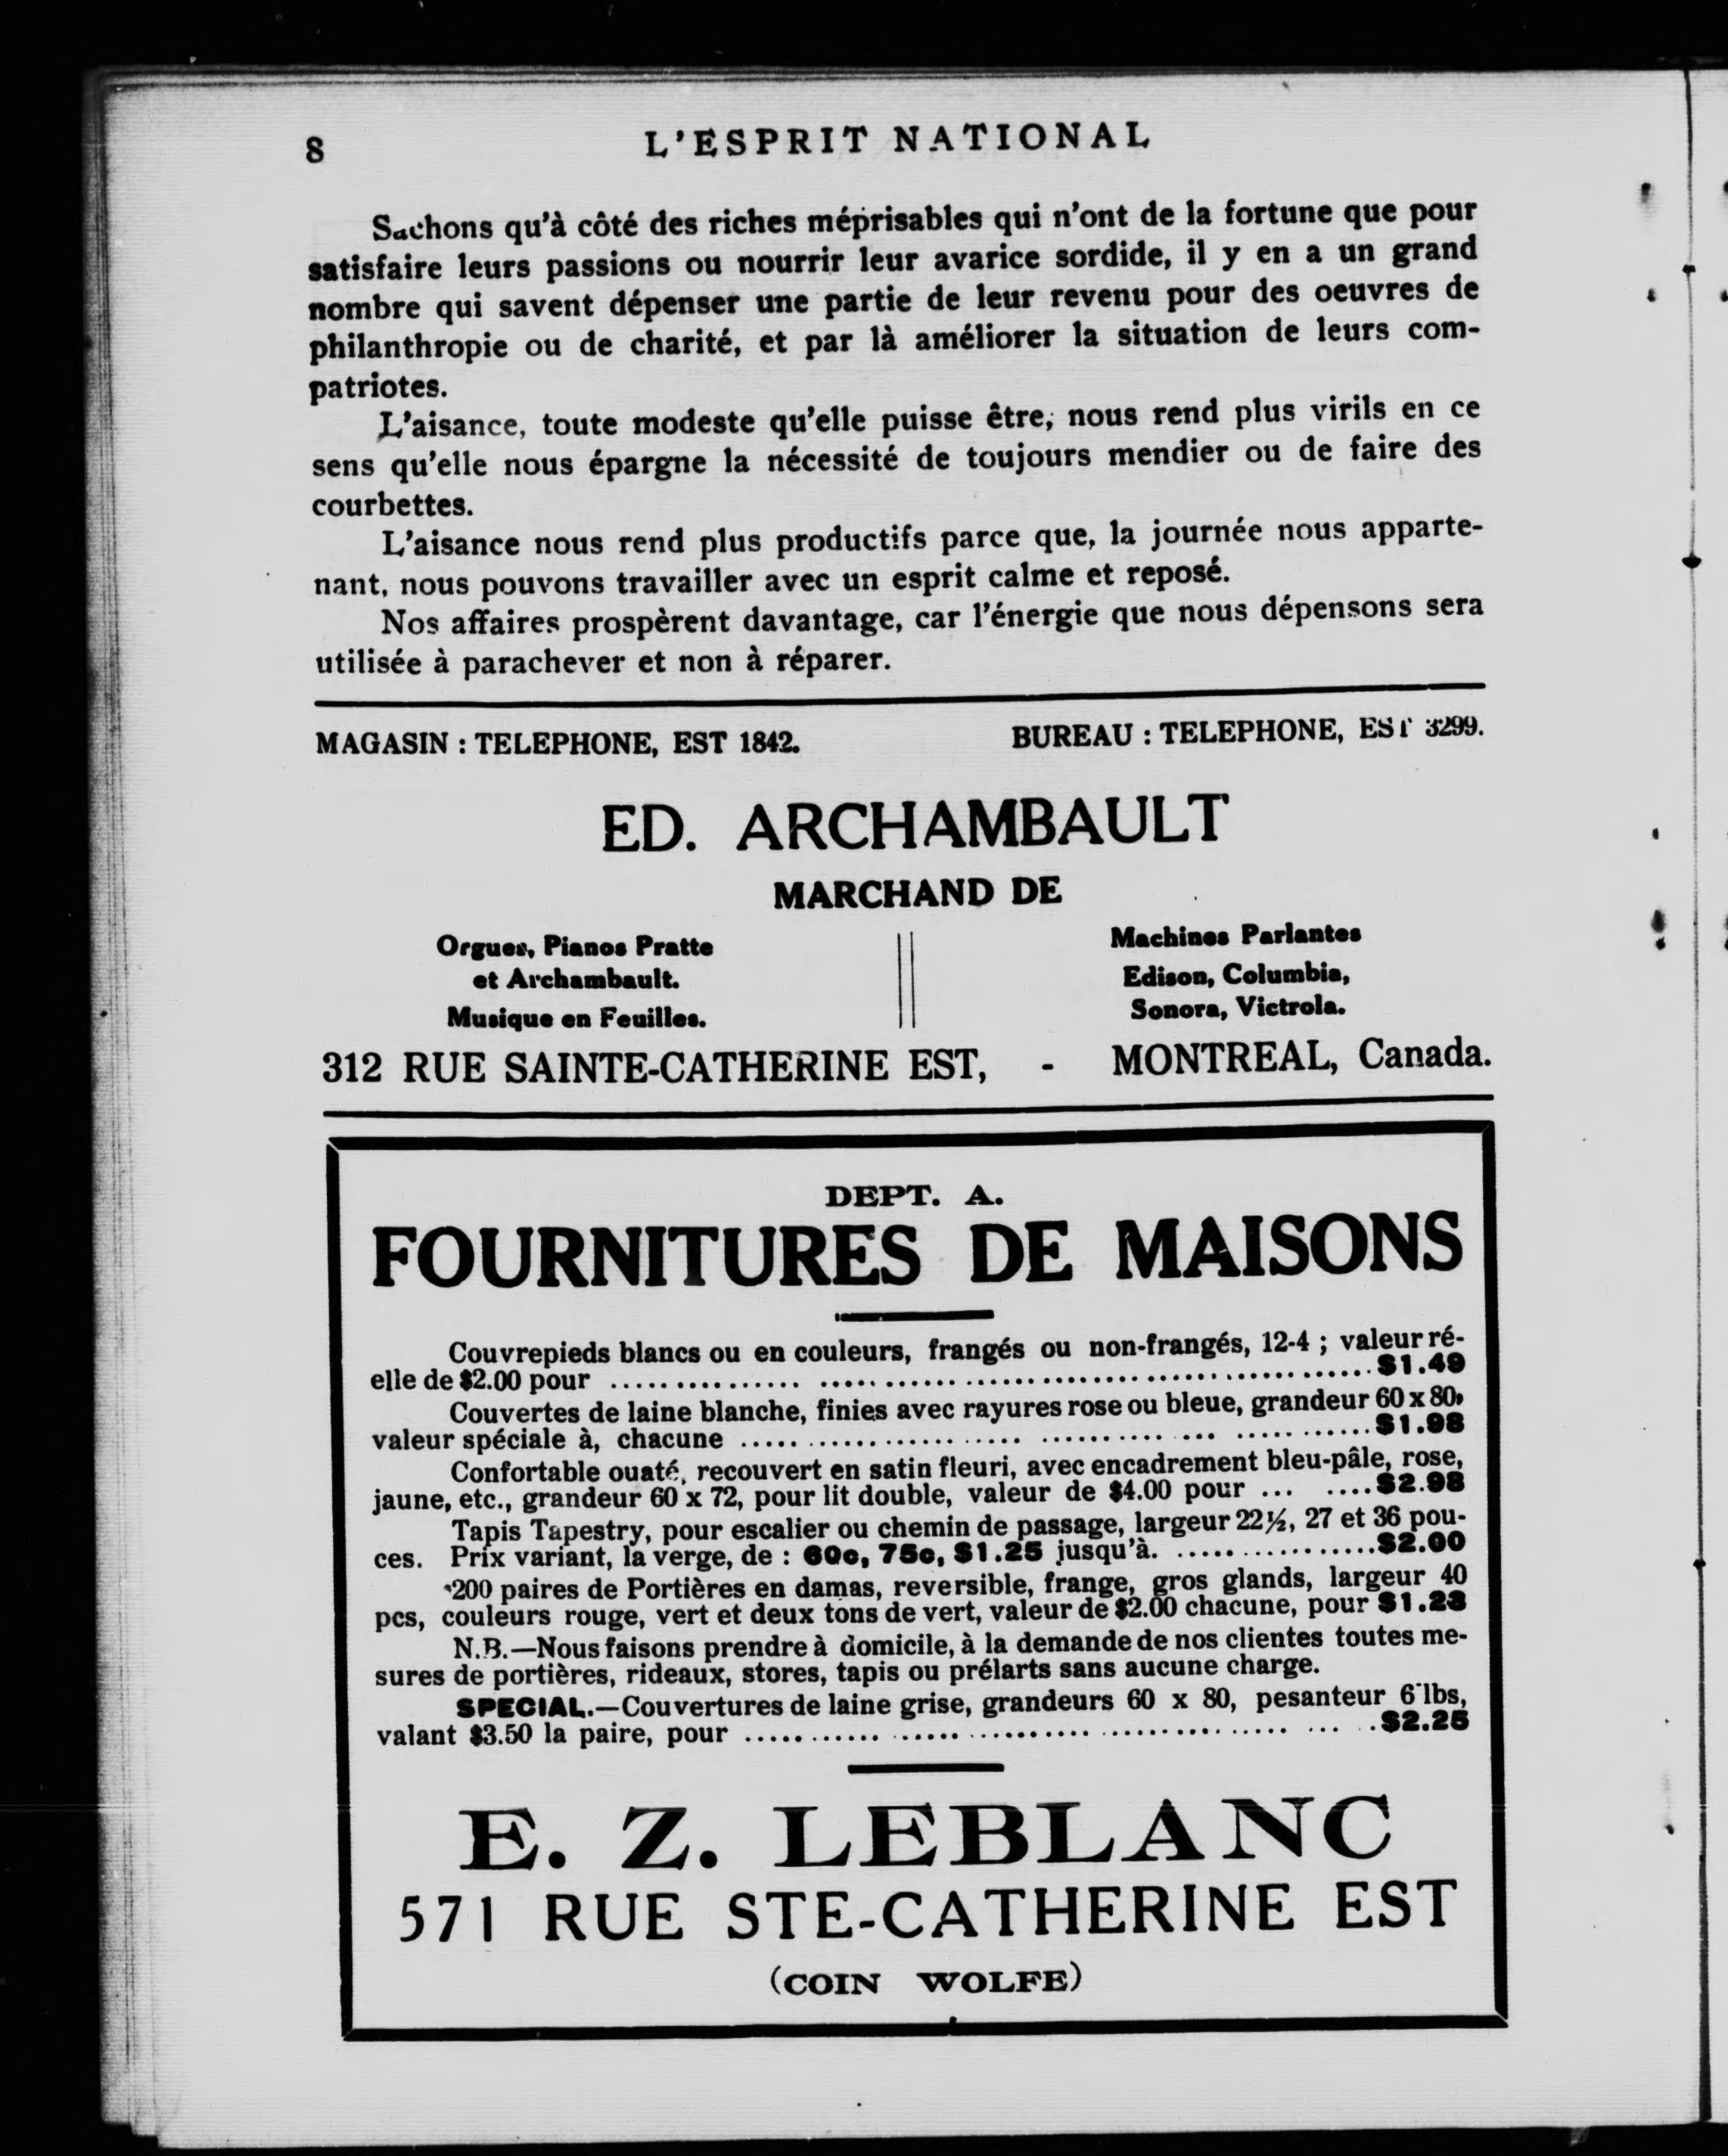 8
L'ESPRIT NATIONAL
Sachons qu'à côté des riches méprisables qui n'ont de la fortune que pour
satisfaire leurs passions ou nourrir leur avarice sordide, il y en a un grand
nombre qui savent dépenser une partie de leur revenu pour des oeuvres de
philanthropie ou de charité, et par là améliorer la situation de leurs com-
patriotes.
L'aisance, toute modeste qu'elle puisse être, nous rend plus virils en ce
sens qu'elle nous épargne la nécessité de toujours mendier ou de faire des
courbettes.
L'aisance nous rend plus productifs parce que, la journée nous apparte-
nant, nous pouvons travailler avec un esprit calme et reposé.
Nos affaires prospèrent davantage, car l'énergie que nous dépensons sera
utilisée à parachever et non à réparer.
MAGASIN : TELEPHONE, EST 1842.
BUREAU : TELEPHONE, EST 3299.
ED. ARCHAMBAULT
MARCHAND DE
Orgues, Pianos Pratte
et Archambault.
Musique en Feuilles.
Machines Parlantes
Edison, Columbia,
Sonora, Victrola.
312 RUE SAINTE-CATHERINE EST, - MONTREAL, Canada.
DEPT. A.
FOURNITURES DE MAISONS
Couvrepieds blancs ou en couleurs, frangés ou non-frangés, 12-4 ; valeur ré-
elle de $2.00 pour ........................ $1.49
Couvertes de laine blanche, finies avec rayures rose ou bleue, grandeur 60 x 80,
valeur spéciale à, chacune ........................ $1.98
Confortable ouaté, recouvert en satin fleuri, avec encadrement bleu-pâle, rose,
jaune, etc., grandeur 60 x 72, pour lit double, valeur de $4.00 pour ... ....$2.98
Tapis Tapestry, pour escalier ou chemin de passage, largeur 22½, 27 et 36 pou-
ces. Prix variant, la verge, de : 60c, 75c, $1.25 jusqu'à. ..................$2.00
200 paires de Portières en damas, reversible, frange, gros glands, largeur 40
pcs, couleurs rouge, vert et deux tons de vert, valeur de $2.00 chacune, pour $1.23
N.B.—Nous faisons prendre à domicile, à la demande de nos clientes toutes me-
sures de portières, rideaux, stores, tapis ou prélarts sans aucune charge.
SPECIAL.—Couvertures de laine grise, grandeurs 60 x 80, pesanteur 6 lbs,
valant $3.50 la paire, pour ........................ $2.25
E. Z. LEBLANC
571 RUE STE-CATHERINE EST
(COIN WOLFE)